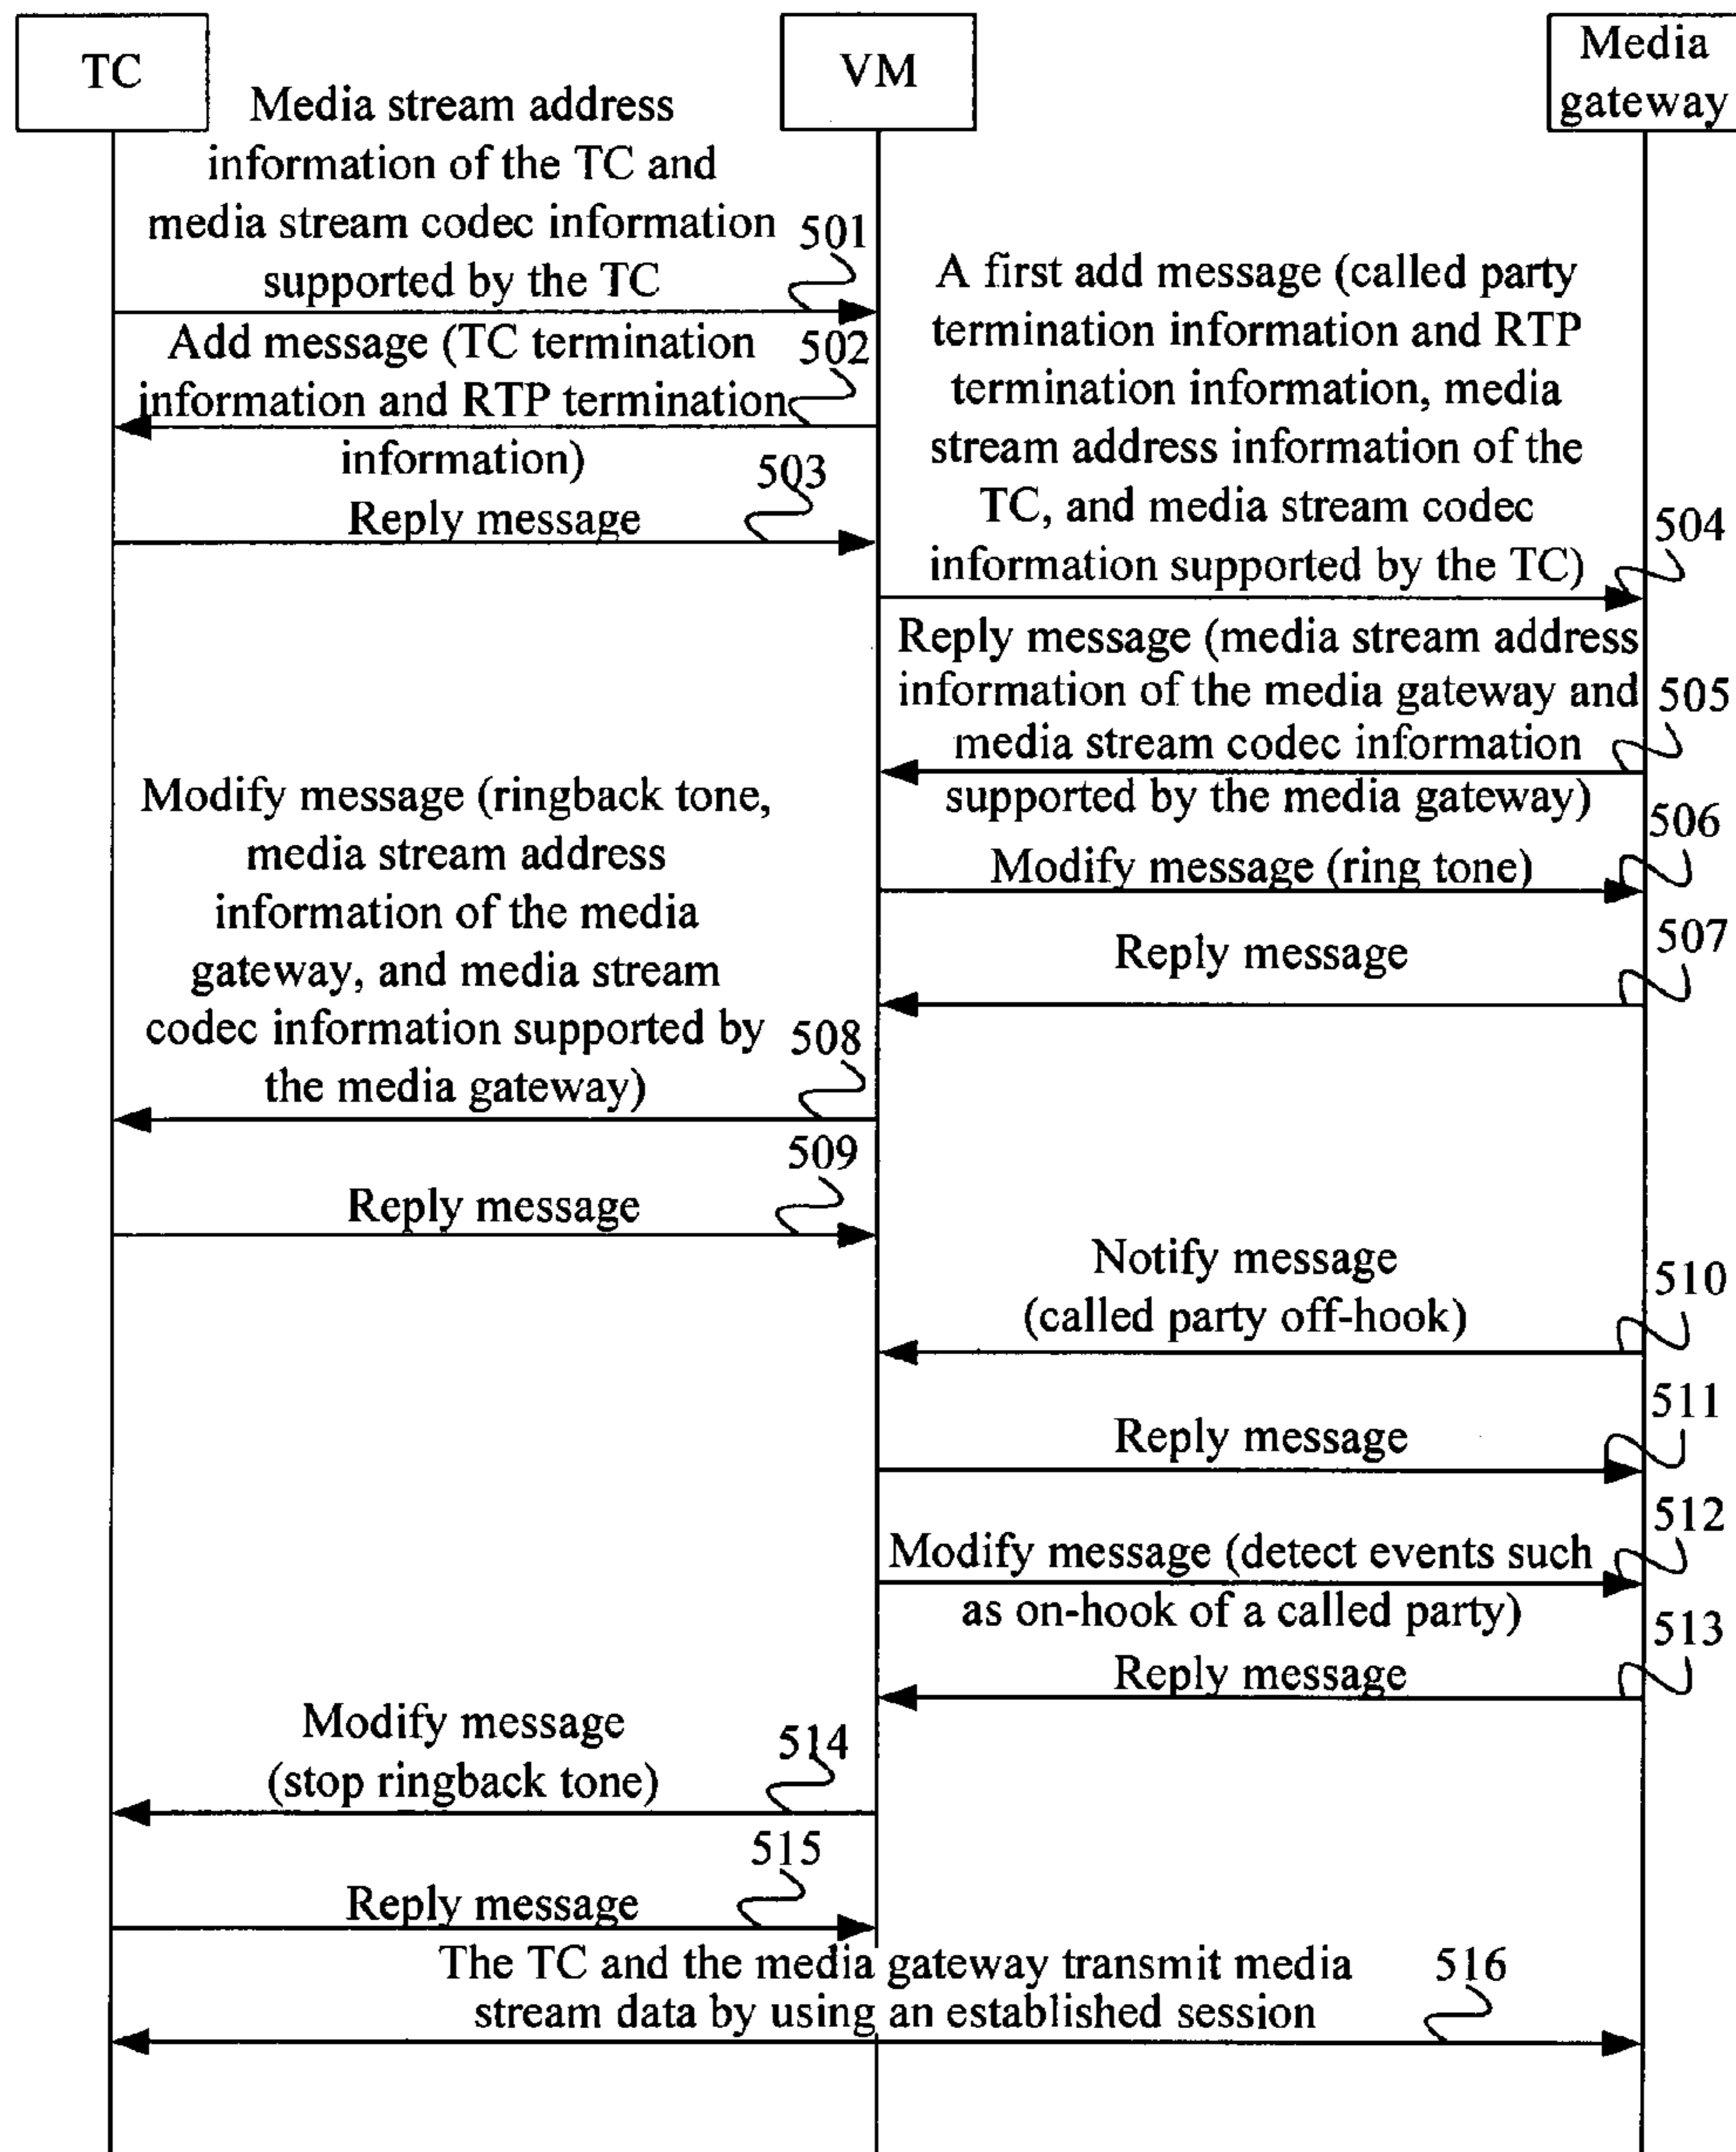 TC
VM
Media
gateway
Media stream address
information of the TC and
media stream codec information
supported by the TC
501
Add message (TC termination
information and RTP termination
information)
502
Reply message
503
A first add message (called party
termination information and RTP
termination information, media
stream address information of the
TC, and media stream codec
information supported by the TC)
504
Reply message (media stream address
information of the media gateway and
media stream codec information
supported by the media gateway)
505
Modify message (ring tone)
506
Reply message
507
Modify message (ringback tone,
media stream address
information of the media
gateway, and media stream
codec information supported by
the media gateway)
508
Reply message
509
Notify message
(called party off-hook)
510
Reply message
511
Modify message (detect events such
as on-hook of a called party)
512
Reply message
513
Modify message
(stop ringback tone)
514
Reply message
515
The TC and the media gateway transmit media
stream data by using an established session
516